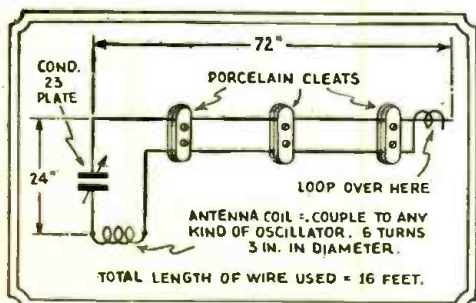 72"
COND.
23
PLATE
PORCELAIN CLEATS
24"
LOOP OVER HERE
ANTENNA COIL = COUPLE TO ANY
KIND OF OSCILLATOR. 6 TURNS
3 IN. IN DIAMETER.
TOTAL LENGTH OF WIRE USED = 16 FEET.